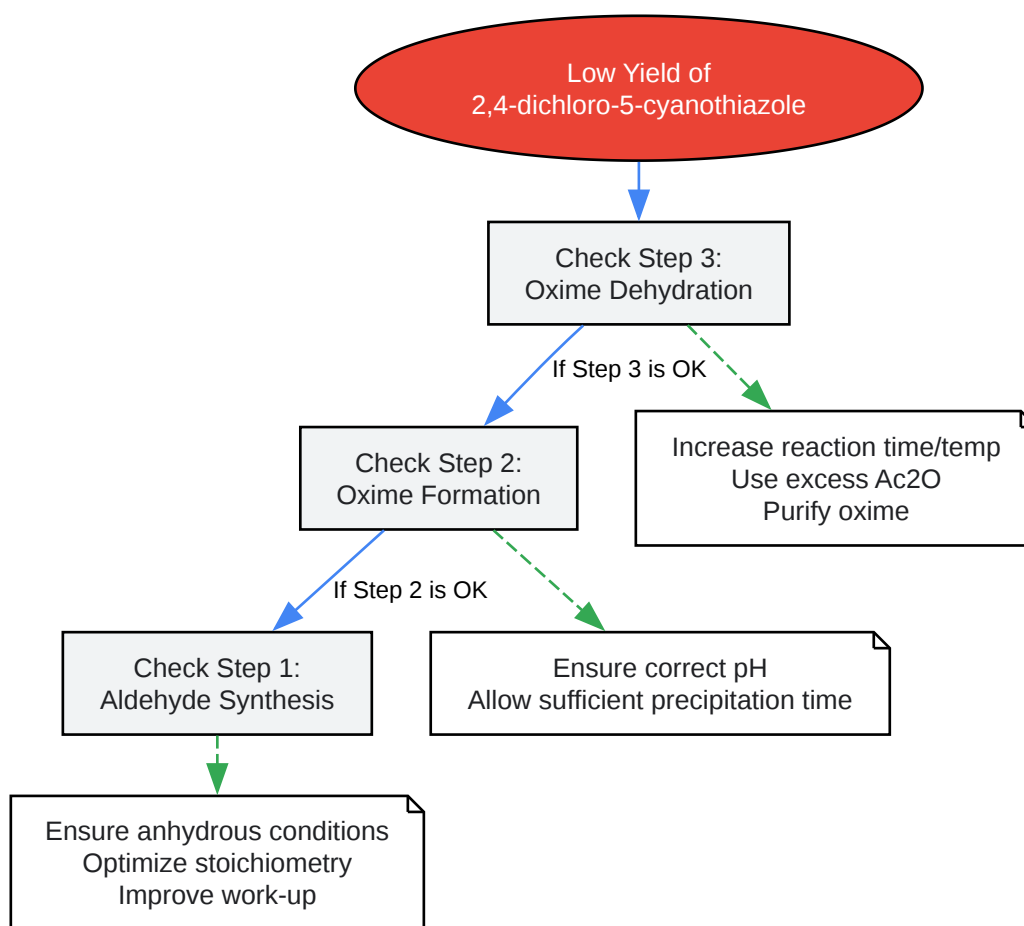 Low Yield of
2,4-dichloro-5-cyanothiazole
Check Step 3:
Oxime Dehydration
If Step 3 is OK
Increase reaction time/temp
Use excess Ac2O
Purify oxime
Check Step 2:
Oxime Formation
If Step 2 is OK
Ensure correct pH
Allow sufficient precipitation time
Check Step 1:
Aldehyde Synthesis
Ensure anhydrous conditions
Optimize stoichiometry
Improve work-up